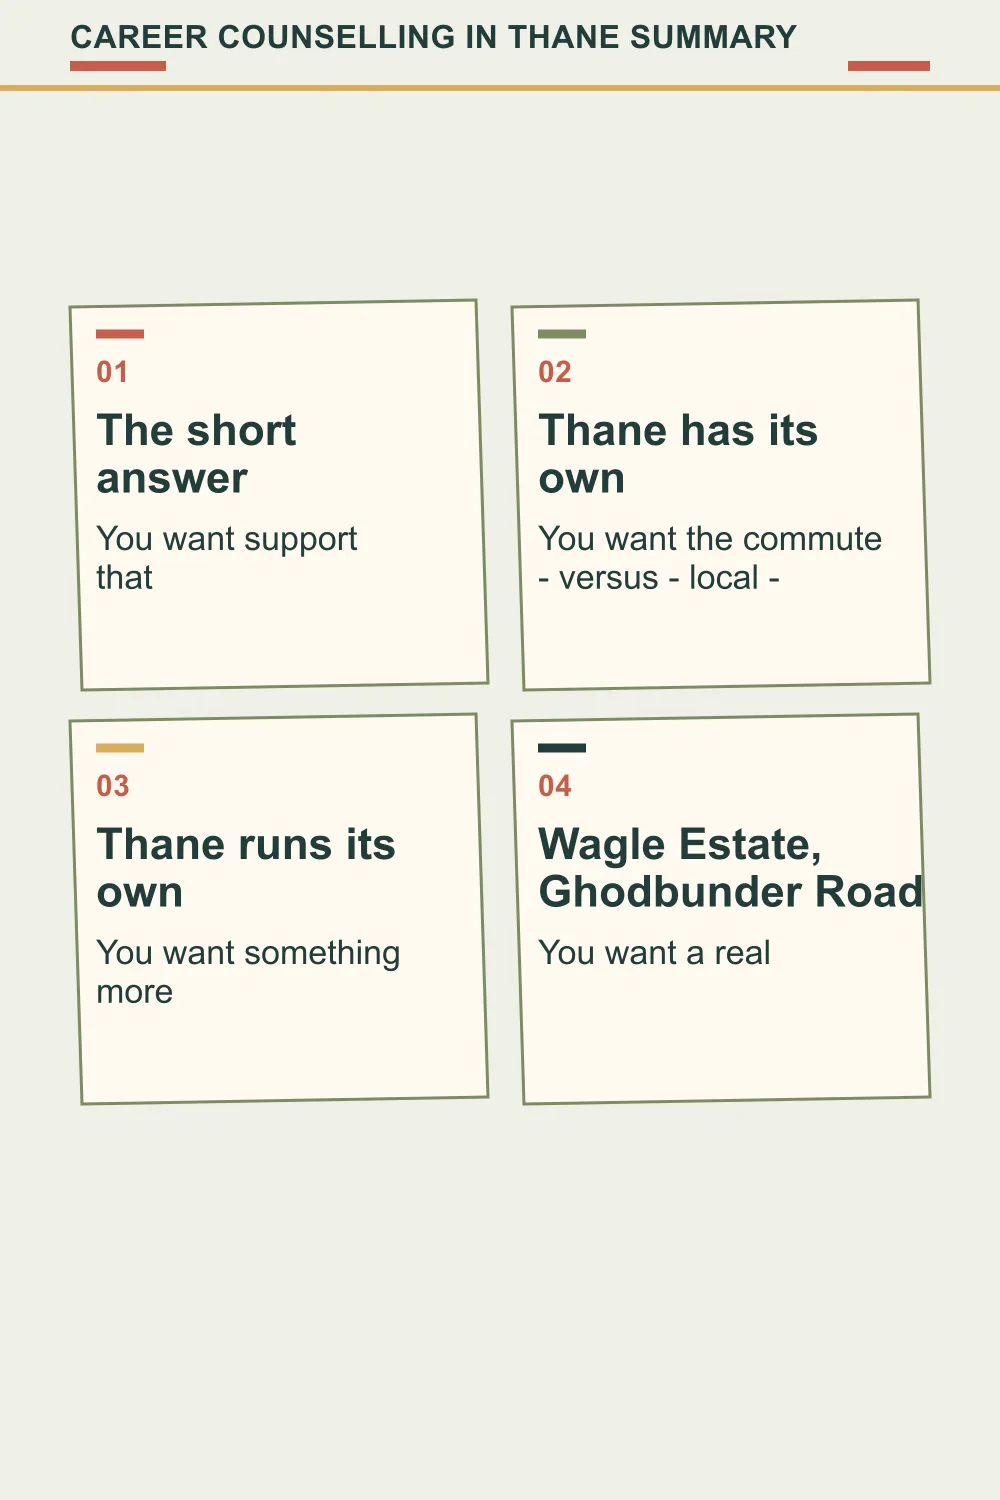 CAREER COUNSELLING IN THANE SUMMARY
01
The short
answer
You want support
that
02
Thane has its
own
You want the commute
- versus - local -
03
Thane runs its
own
You want something
more
04
Wagle Estate,
Ghodbunder Road
You want a real